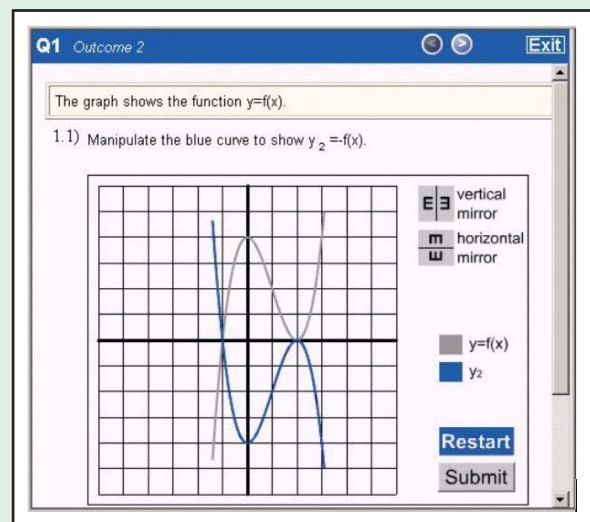 Q1 Outcome 2
Exit
The graph shows the function y=f(x).
1.1) Manipulate the blue curve to show y 2 =-f(x).
E E vertical
mirror
m horizontal
m mirror
y=f(x)
y2
Restart
Submit